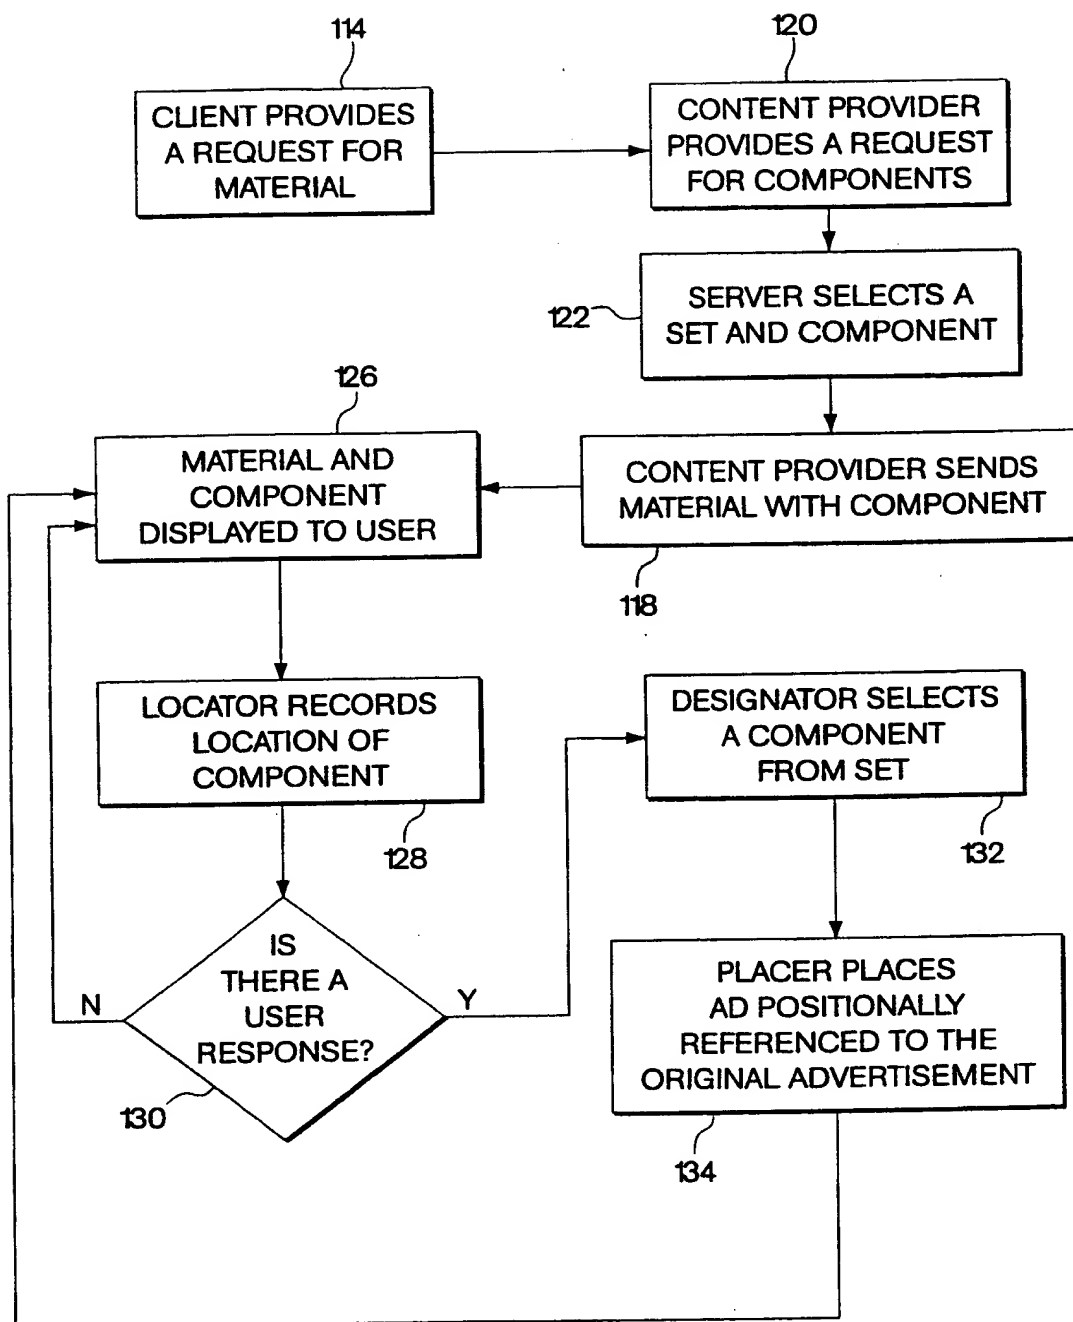 114
CLIENT PROVIDES
A REQUEST FOR
MATERIAL
120
CONTENT PROVIDER
PROVIDES A REQUEST
FOR COMPONENTS
122
SERVER SELECTS A
SET AND COMPONENT
CONTENT PROVIDER SENDS
MATERIAL WITH COMPONENT
118
126
MATERIAL AND
COMPONENT
DISPLAYED TO USER
LOCATOR RECORDS
LOCATION OF
COMPONENT
128
IS
THERE A
USER
RESPONSE?
N
Y
130
DESIGNATOR SELECTS
A COMPONENT
FROM SET
132
PLACER PLACES
AD POSITIONALLY
REFERENCED TO THE
ORIGINAL ADVERTISEMENT
134